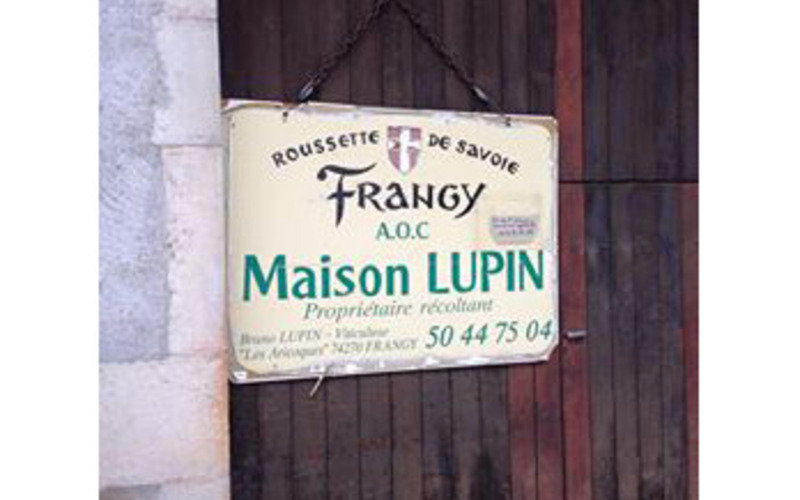 ROUSSETTE DE SAVOIE
FRANGY
A.O.C
Maison LUPIN
Propriétaire récoltant
Bruno LUPIN - Viticulteur
"Les Aricoques" 74270 FRANGY
50 44 75 04